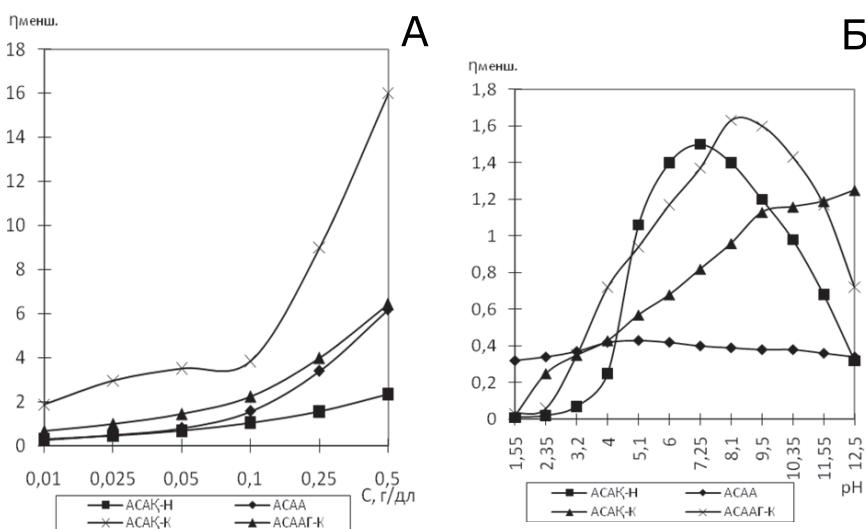 ηменш.
А
18
16
14
12
10
8
6
4
2
0
0,01 0,025 0,05 0,1 0,25 0,5
С, г/дл
АСАҚ-Н АСАА
АСАҚ-К АСААГ-К
Б
ηменш.
1,8
1,6
1,4
1,2
1
0,8
0,6
0,4
0,2
0
1,55 2,35 3,2 4 5,1 6 7,25 8,1 9,5 10,35 11,55 12,5
рН
АСАҚ-Н АСАА
АСАҚ-К АСААГ-К